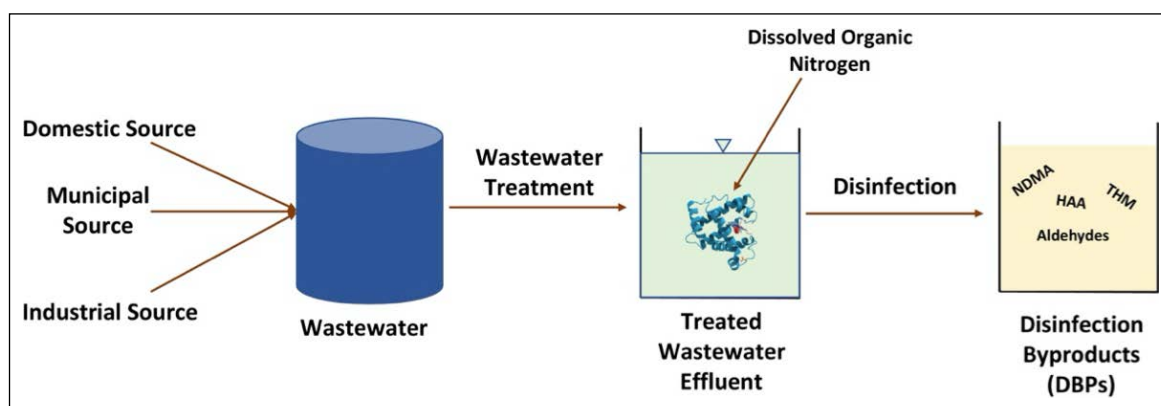 Domestic Source
Municipal
Source
Industrial Source
Wastewater
Wastewater
Treatment
Dissolved Organic
Nitrogen
Treated
Wastewater
Effluent
Disinfection
NDMA
HAA
THM
Aldehydes
Disinfection
Byproducts
(DBPs)